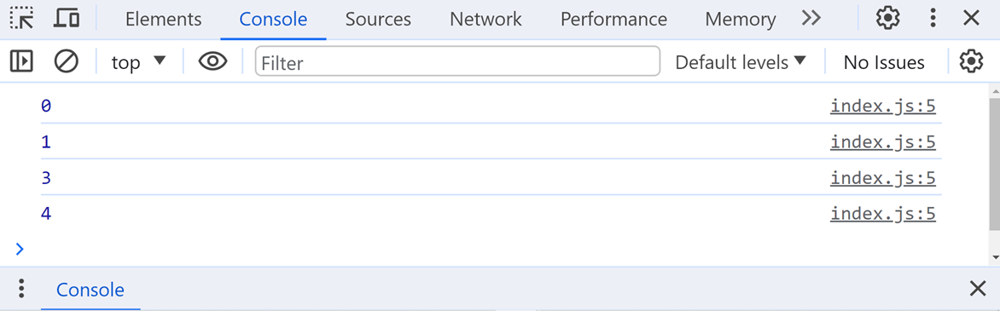 Elements Console Sources Network Performance Memory
top Filter Default levels No Issues
0 index.js:5
1 index.js:5
3 index.js:5
4 index.js:5
Console